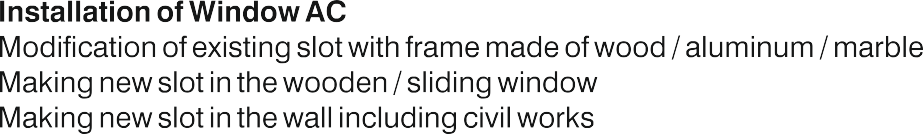 Installation of Window AC
Modification of existing slot with frame made of wood / aluminum / marble
Making new slot in the wooden / sliding window
Making new slot in the wall including civil works